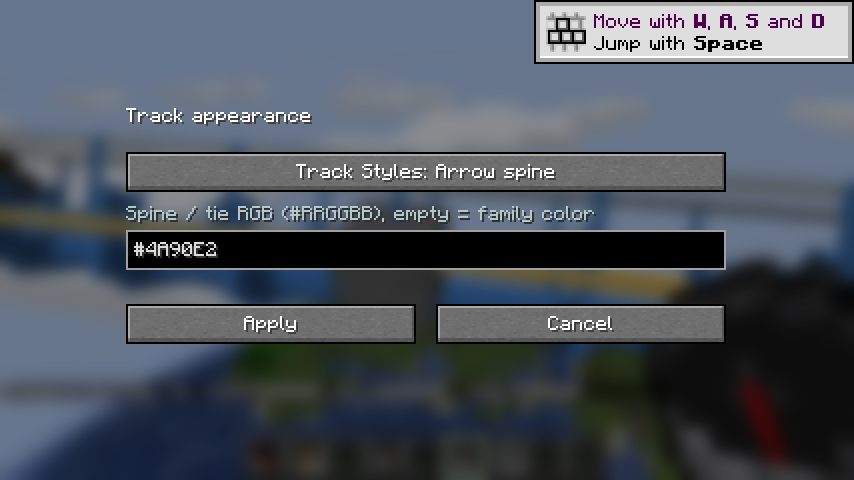 Move with W, A, S and D
Jump with Space
Track appearance
Track Styles: Arrow spine
Spine / tie RGB (#RRGGBB), empty = family color
#4A90E2
Apply
Cancel